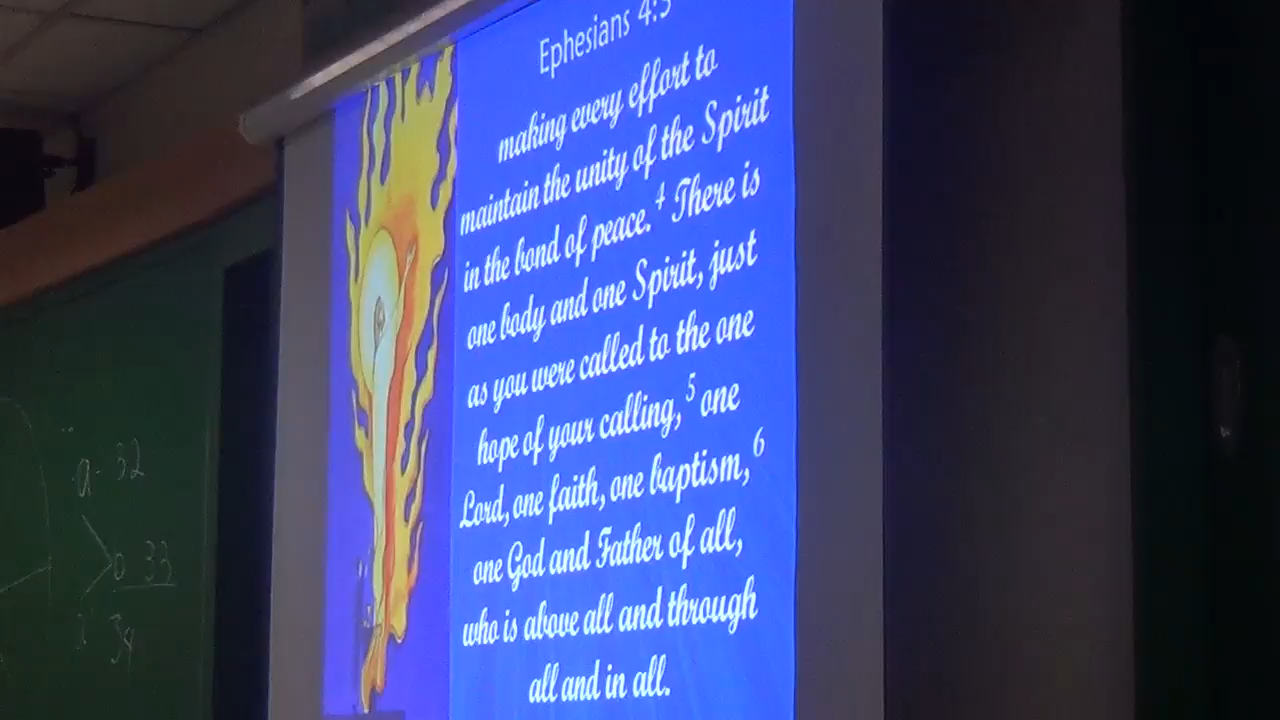 Ephesians 4:3
making every effort to
maintain the unity of the Spirit
in the bond of peace. 4 There is
one body and one Spirit, just
as you were called to the one
hope of your calling, 5 one
Lord, one faith, one baptism, 6
one God and Father of all,
who is above all and through
all and in all.
32
33
34